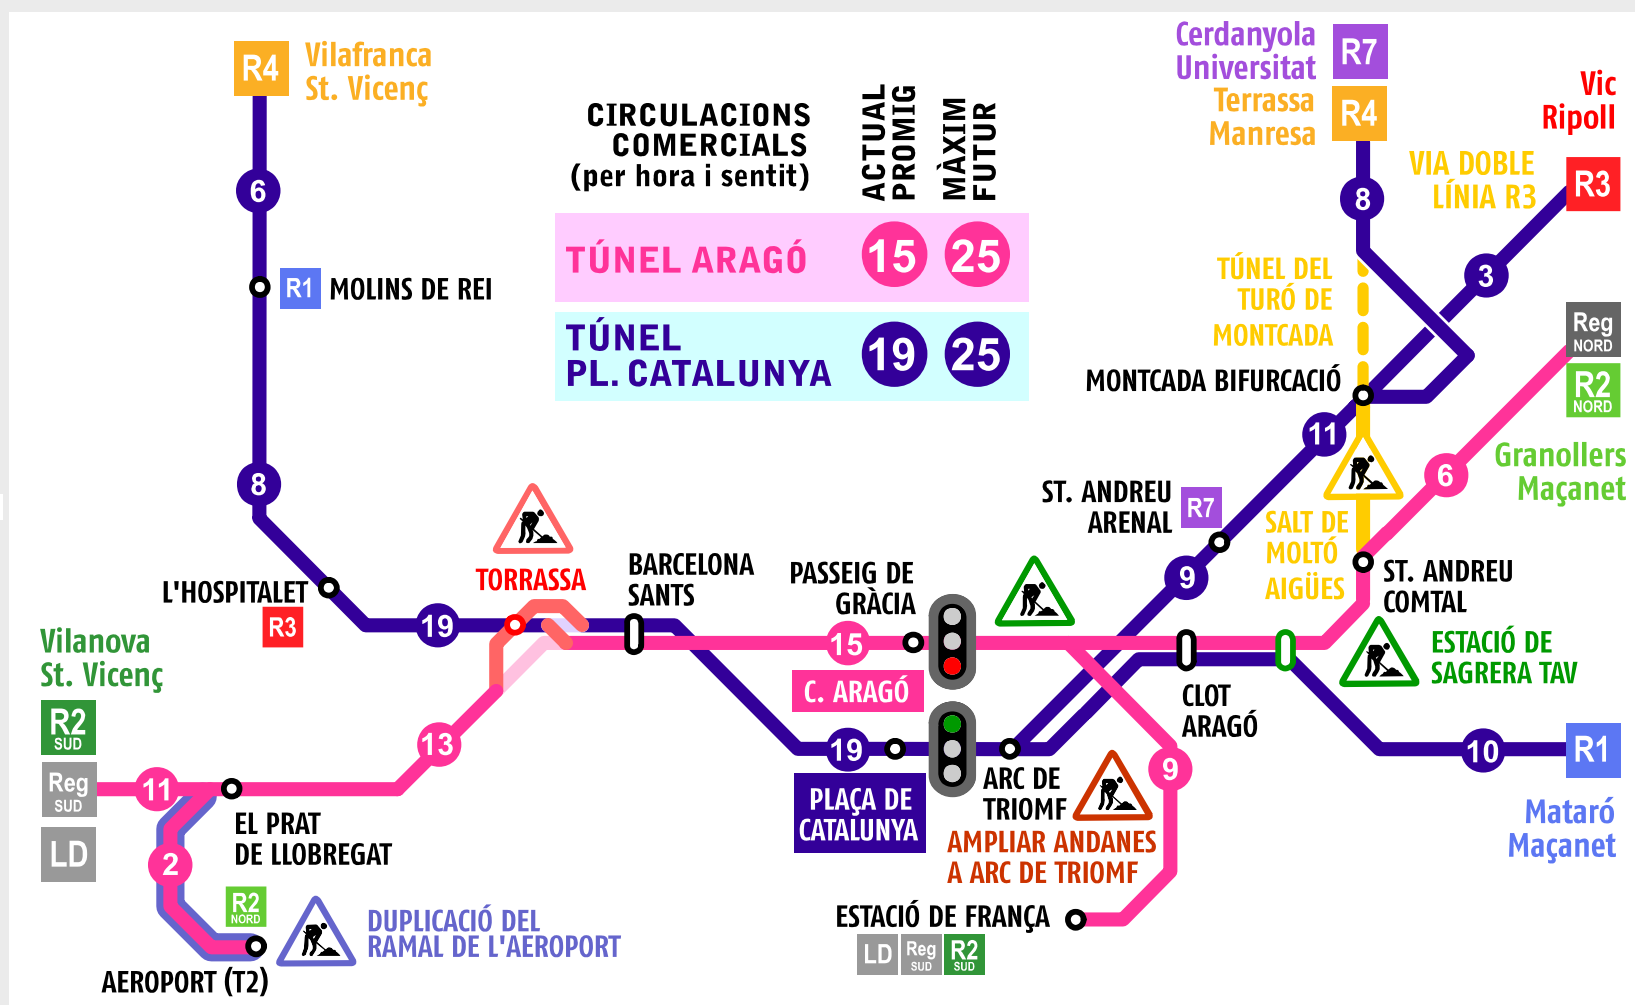 R4
Vilafranca
St. Vicenç
6
R1
MOLINS DE REI
8
L'HOSPITALET
R3
19
TORRASSA
BARCELONA
SANTS
CIRCULACIONS
COMERCIALS
(per hora i sentit)
ACTUAL
PROMIG
MÀXIM
FUTUR
TÚNEL ARAGÓ
15
25
TÚNEL
PL. CATALUNYA
19
25
Cerdanyola
Universitat
R7
Terrassa
Manresa
R4
Vic
Ripoll
R3
VIA DOBLE
LÍNIA R3
8
3
TÚNEL DEL
TURÓ DE
MONTCADA
MONTCADA BIFURCACIÓ
11
Reg
NORD
R2
NORD
Granollers
Maçanet
6
ST. ANDREU
ARENAL
R7
9
SALT DE
MOLTÓ
AIGÜES
ST. ANDREU
COMTAL
PASSEIG DE
GRÀCIA
15
C. ARAGÓ
19
PLAÇA DE
CATALUNYA
ARC DE
TRIOMF
AMPLIAR ANDANES
A ARC DE TRIOMF
CLOT
ARAGÓ
ESTACIÓ DE
SAGRERA TAV
10
R1
Mataró
Maçanet
9
ESTACIÓ DE FRANÇA
LD
Reg
SUD
R2
SUD
Vilanova
St. Vicenç
R2
SUD
Reg
SUD
LD
11
13
EL PRAT
DE LLOBREGAT
2
R2
NORD
DUPLICACIÓ DEL
RAMAL DE L'AEROPORT
AEROPORT (T2)